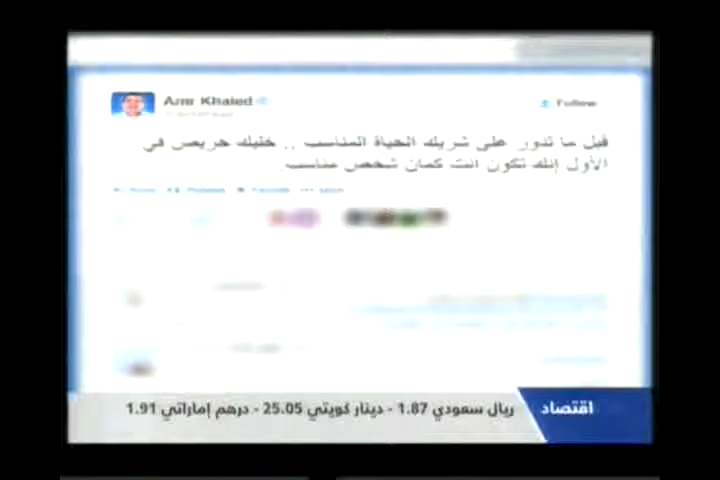 Amr Khaled
Follow
قبل ما تدور على شريك الحياة المناسب .. خليك حريص في
الأول إنك تكون انت كمان شخص مناسب.
اقتصاد
ريال سعودي 1.87 - دينار كويتي 25.05 - درهم إماراتي 1.91